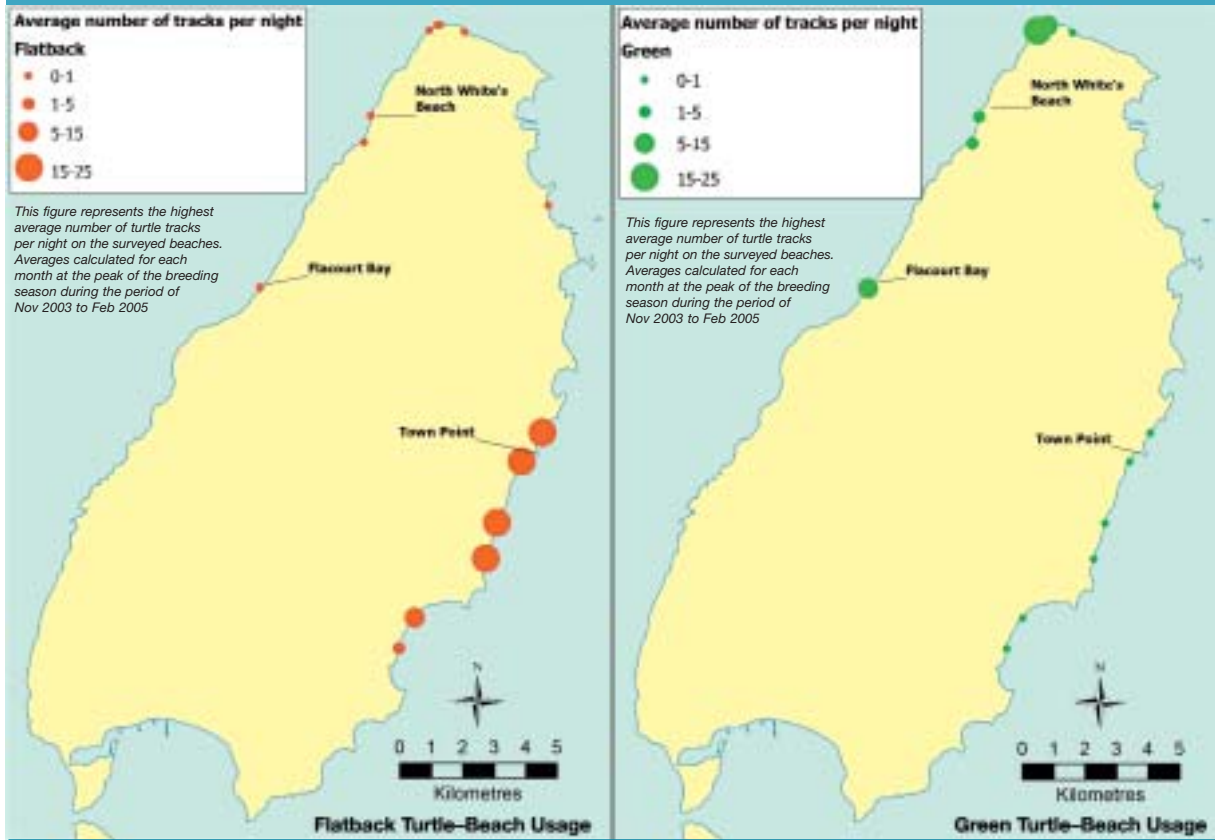 Average number of tracks per night
Flatback
0-1
1-5
5-15
15-25
This figure represents the highest
average number of turtle tracks
per night on the surveyed beaches.
Averages calculated for each
month at the peak of the breeding
season during the period of
Nov 2003 to Feb 2005
North White's
Beach
Flacourt Bay
Town Point
N
0 1 2 3 4 5
Kilometres
Flatback Turtle–Beach Usage
Average number of tracks per night
Green
0-1
1-5
5-15
15-25
This figure represents the highest
average number of turtle tracks
per night on the surveyed beaches.
Averages calculated for each
month at the peak of the breeding
season during the period of
Nov 2003 to Feb 2005
North White's
Beach
Flacourt Bay
Town Point
N
0 1 2 3 4 5
Kilometres
Green Turtle–Beach Usage